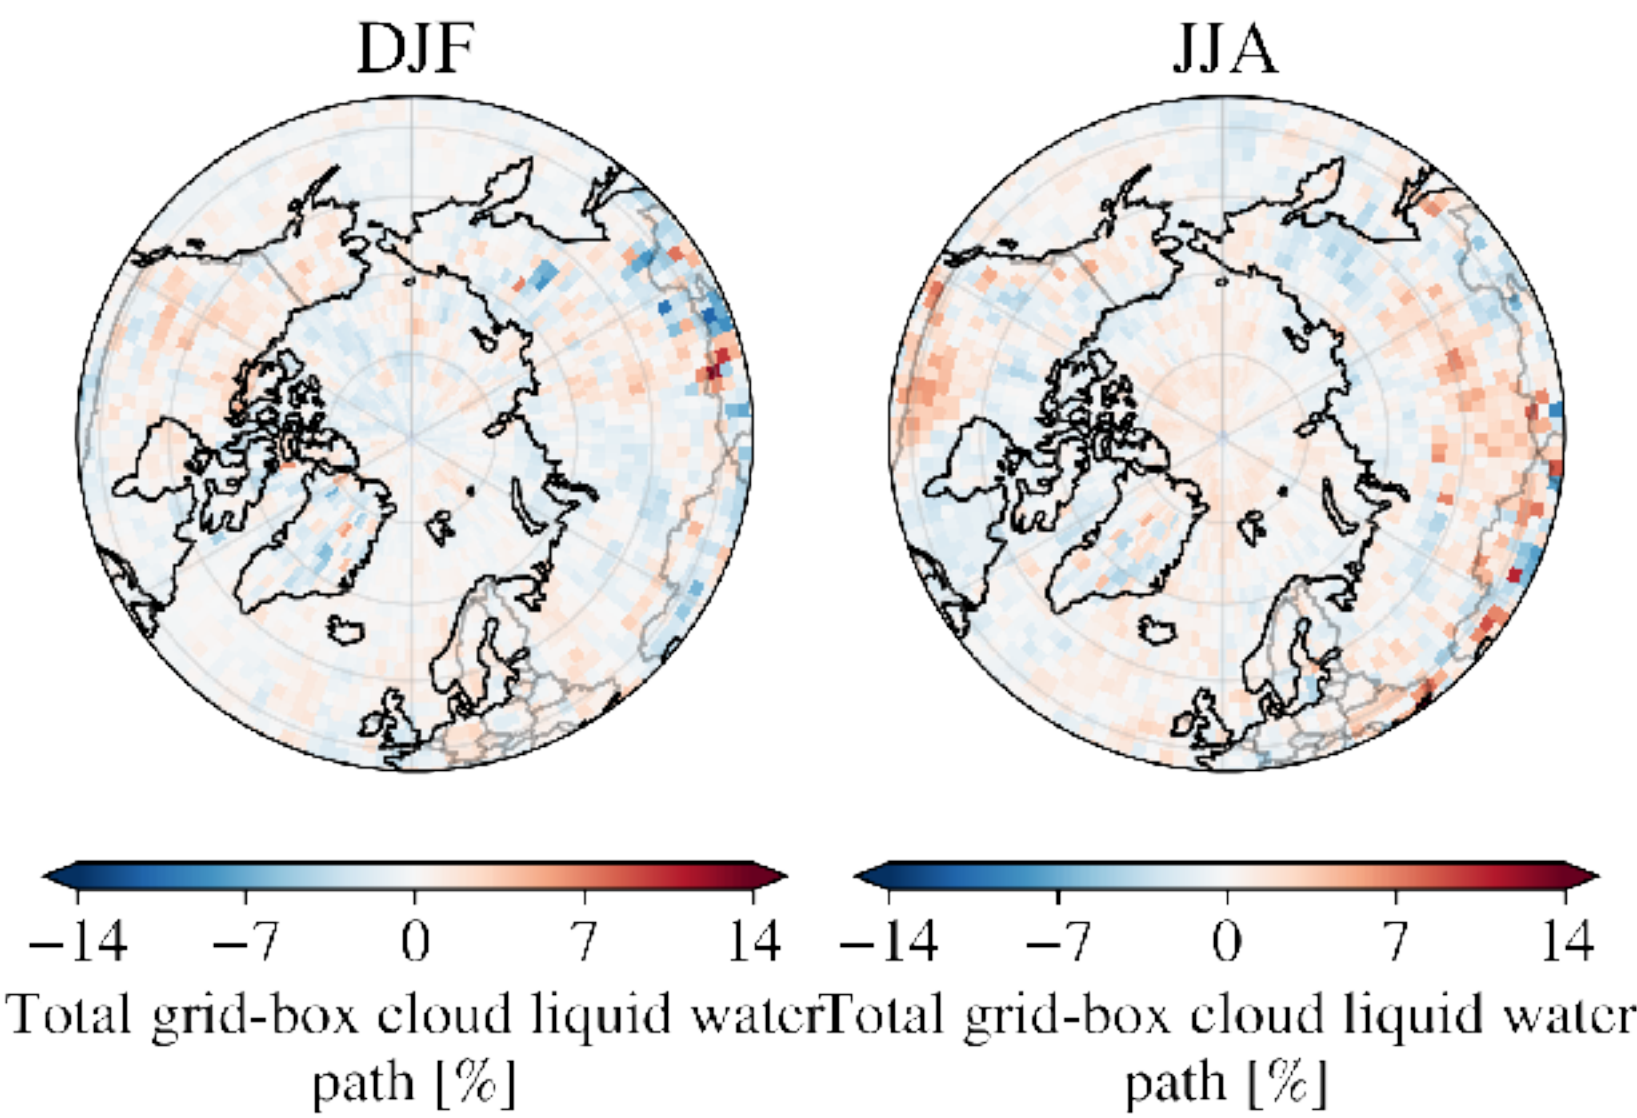 DJF
JJA
−14 −7 0 7 14
−14 −7 0 7 14
Total grid-box cloud liquid water
path [%]
Total grid-box cloud liquid water
path [%]